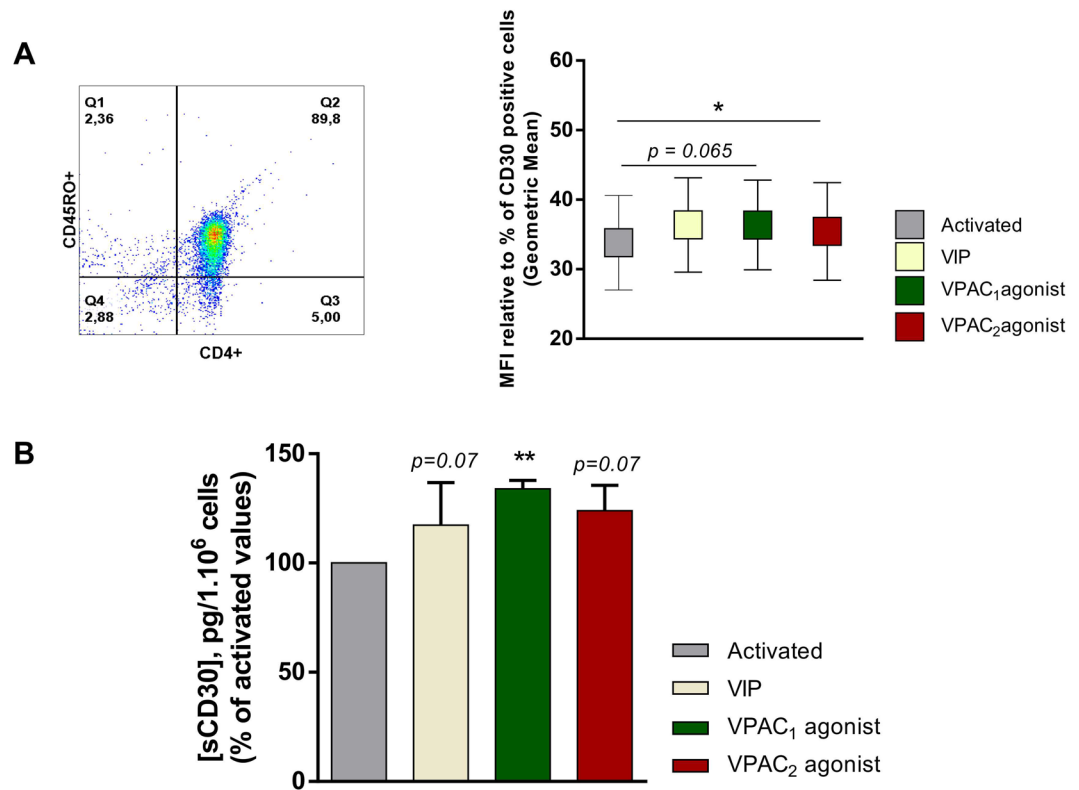 A
Q1
2,36
Q2
89,8
Q4
2,88
Q3
5,00
CD45RO+
CD4+
MFI relative to % of CD30 positive cells
(Geometric Mean)
60
50
40
30
20
*
p = 0.065
Activated
VIP
VPAC₁agonist
VPAC₂agonist
B
[sCD30], pg/1.10⁶ cells
(% of activated values)
150
100
50
0
p=0.07
**
p=0.07
Activated
VIP
VPAC₁ agonist
VPAC₂ agonist